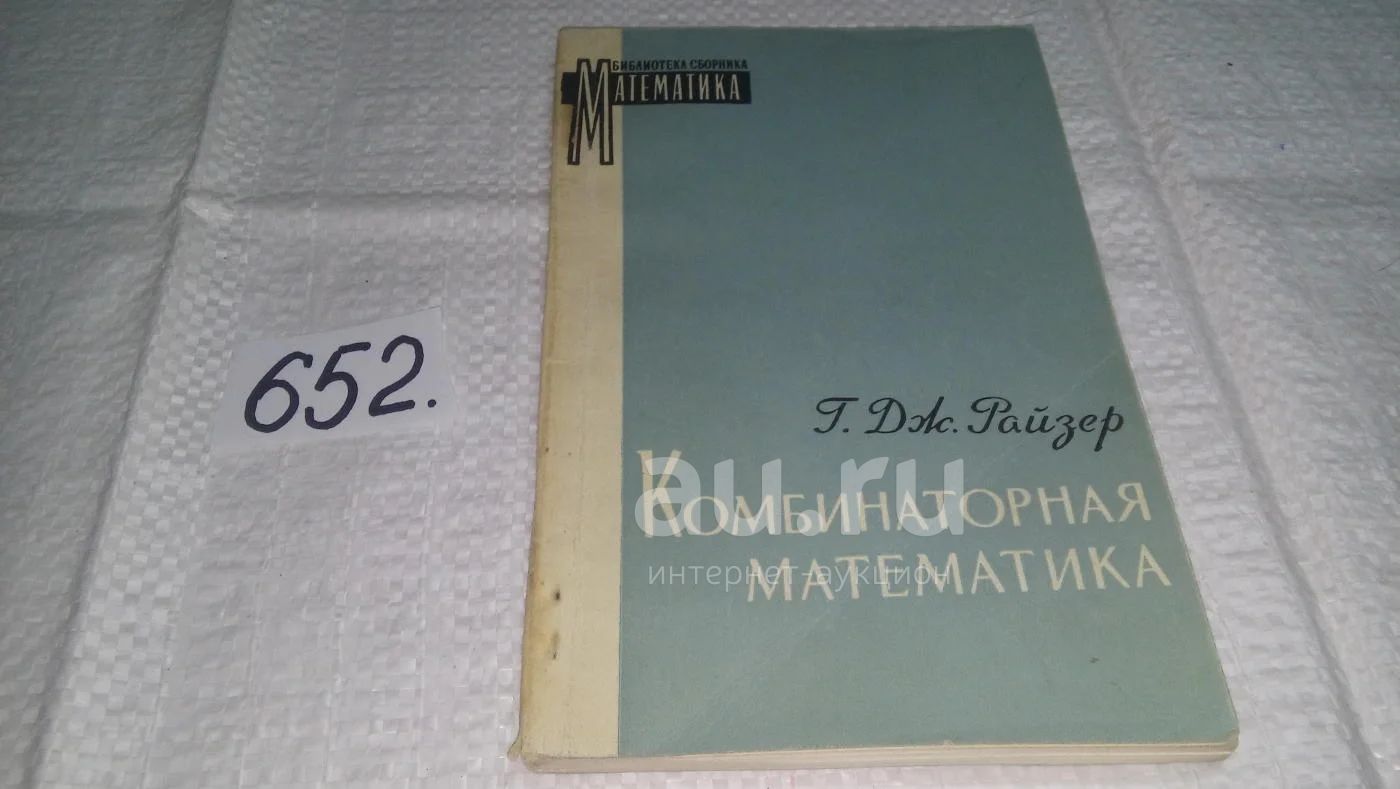 БИБЛИОТЕКА СБОРНИКА
МАТЕМАТИКА
652.
Г. Дж. Райзер
КОМБИНАТОРНАЯ
МАТЕМАТИКА
au.ru
интернет-аукцион